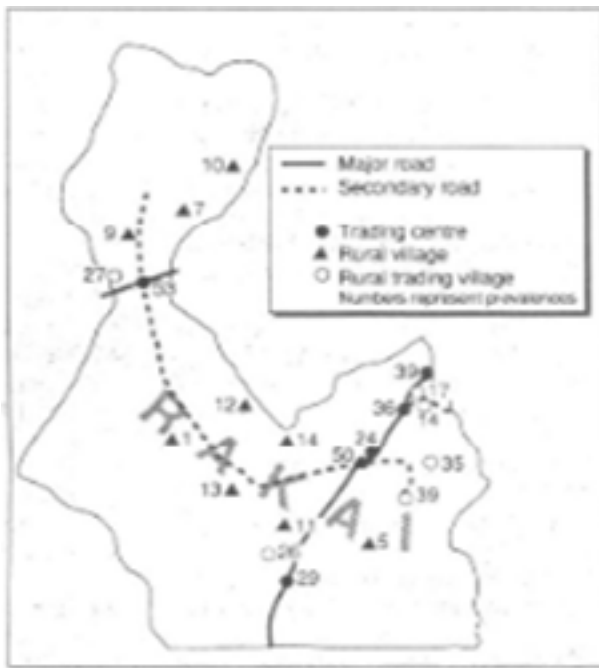 10
7
9
27
53
Major road
Secondary road
Trading centre
Rural village
Rural trading village
Numbers represent prevalences
39
17
36
14
12
R
1
A
14
24
50
35
13
K
39
11
A
5
26
29